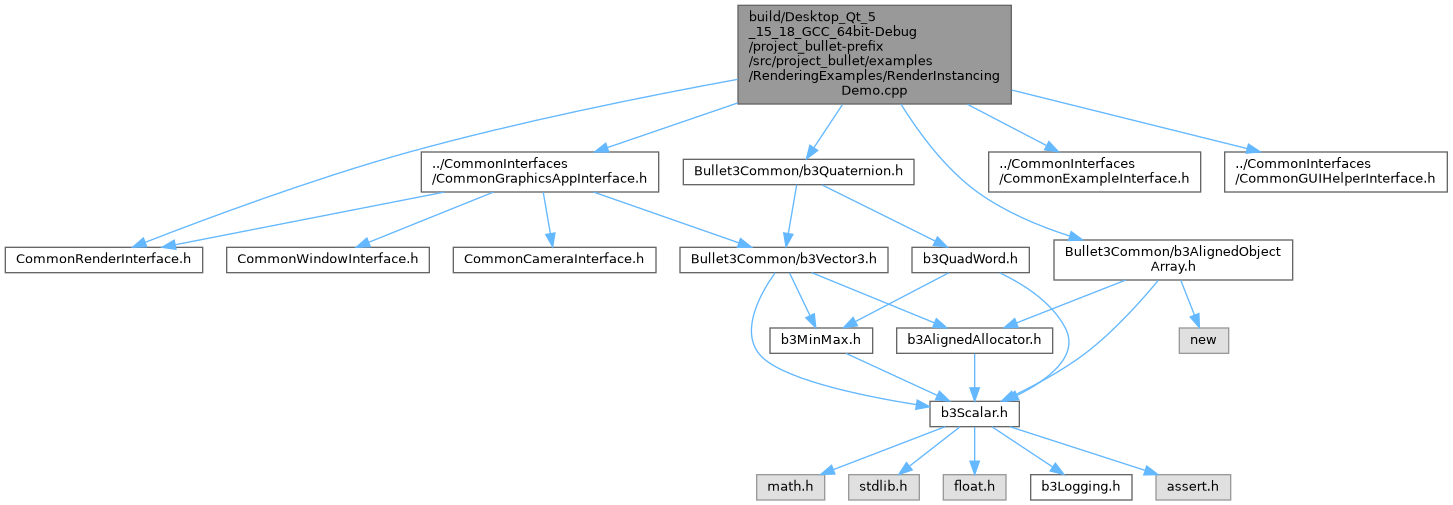 build/Desktop_Qt_5
_15_18_GCC_64bit-Debug
/project_bullet-prefix
/src/project_bullet/examples
/RenderingExamples/RenderInstancing
Demo.cpp
../CommonInterfaces
/CommonGraphicsAppInterface.h
Bullet3Common/b3Quaternion.h
../CommonInterfaces
/CommonExampleInterface.h
../CommonInterfaces
/CommonGUIHelperInterface.h
CommonRenderInterface.h
CommonWindowInterface.h
CommonCameraInterface.h
Bullet3Common/b3Vector3.h
b3QuadWord.h
Bullet3Common/b3AlignedObject
Array.h
b3MinMax.h
b3AlignedAllocator.h
new
b3Scalar.h
math.h
stdlib.h
float.h
b3Logging.h
assert.h